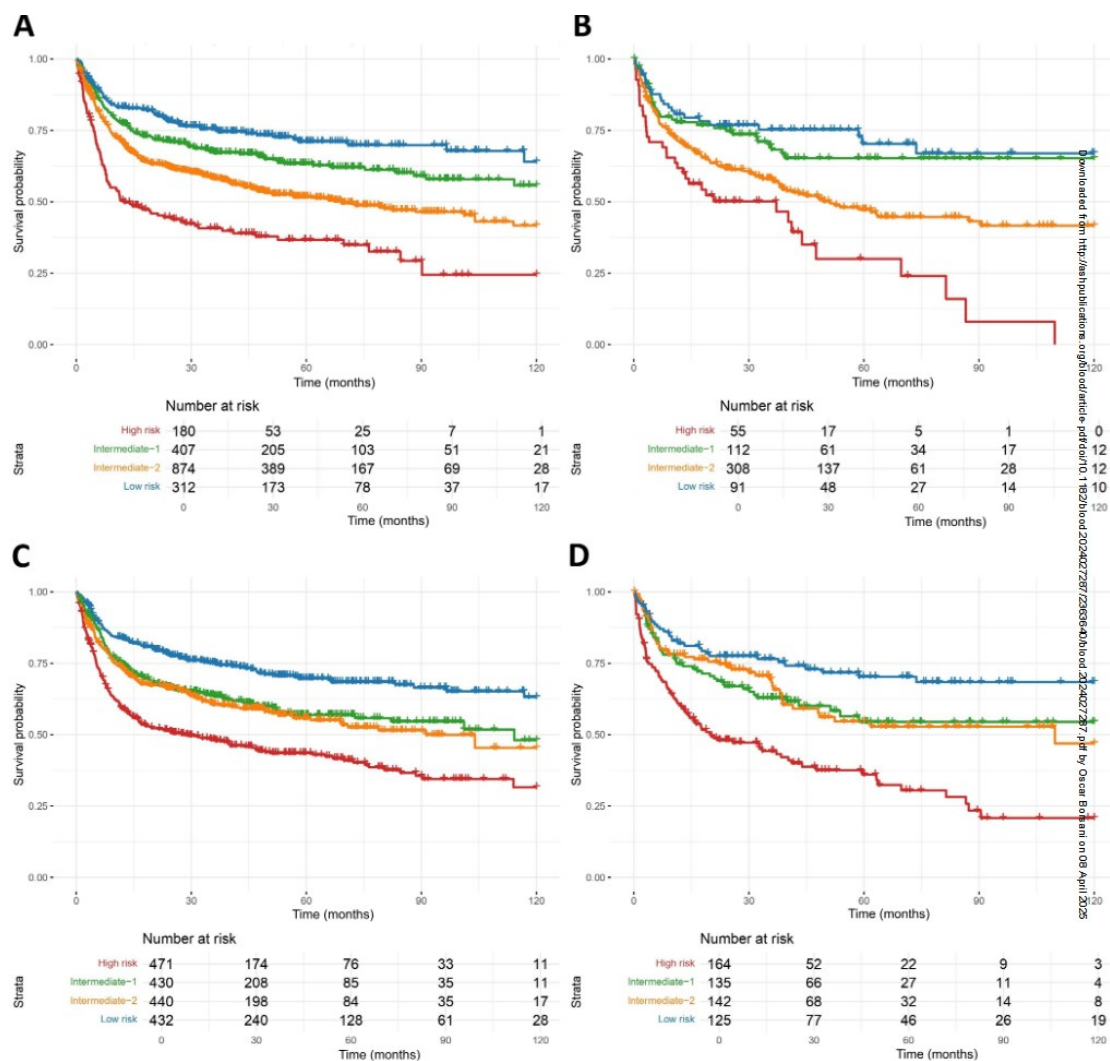 A
1.00
0.75
0.50
0.25
0.00
Survival probability
0 30 60 90 120
Time (months)
Number at risk
Strata
High risk 180 53 25 7 1
Intermediate-1 407 205 103 51 21
Intermediate-2 874 389 167 69 28
Low risk 312 173 78 37 17
0 30 60 90 120
Time (months)
B
1.00
0.75
0.50
0.25
0.00
Survival probability
0 30 60 90 120
Time (months)
Number at risk
Strata
High risk 55 17 5 1 0
Intermediate-1 112 61 34 17 12
Intermediate-2 308 137 61 28 12
Low risk 91 48 27 14 10
0 30 60 90 120
Time (months)
C
1.00
0.75
0.50
0.25
0.00
Survival probability
0 30 60 90 120
Time (months)
Number at risk
Strata
High risk 471 174 76 33 11
Intermediate-1 430 208 85 35 11
Intermediate-2 440 198 84 35 17
Low risk 432 240 128 61 28
0 30 60 90 120
Time (months)
D
1.00
0.75
0.50
0.25
0.00
Survival probability
0 30 60 90 120
Time (months)
Number at risk
Strata
High risk 164 52 22 9 3
Intermediate-1 135 66 27 11 4
Intermediate-2 142 68 32 14 8
Low risk 125 77 46 26 19
0 30 60 90 120
Time (months)
Downloaded from by Oscar Borsani on 08 April 2025